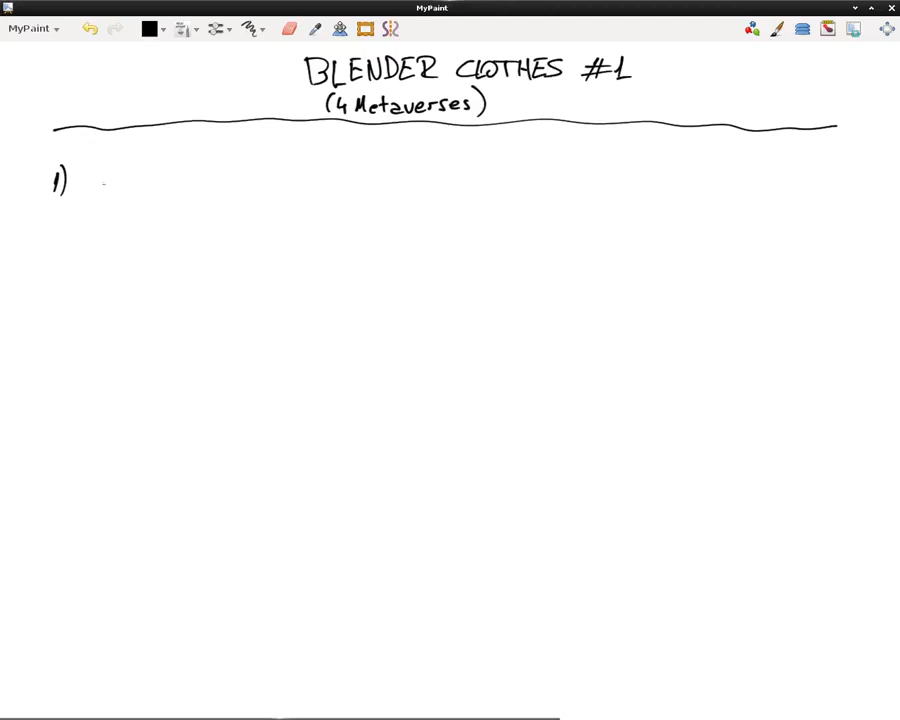 MyPaint
MyPaint
BLENDER CLOTHES #1
(4 Metaverses)
1)